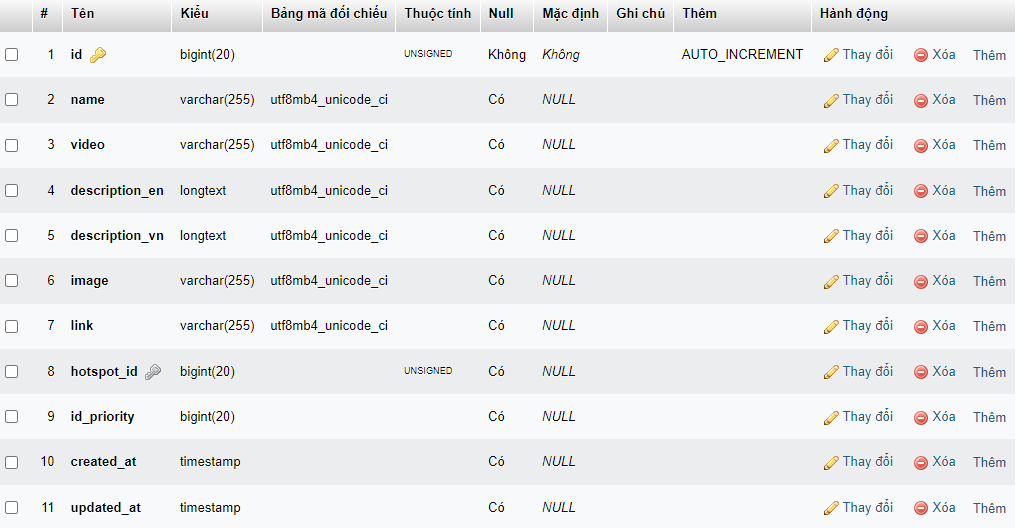 # Tên Kiểu Bảng mã đối chiếu Thuộc tính Null Mặc định Ghi chú Thêm Hành động
1 id bigint(20) UNSIGNED Không Không AUTO_INCREMENT Thay đổi Xóa Thêm
2 name varchar(255) utf8mb4_unicode_ci Có NULL Thay đổi Xóa Thêm
3 video varchar(255) utf8mb4_unicode_ci Có NULL Thay đổi Xóa Thêm
4 description_en longtext utf8mb4_unicode_ci Có NULL Thay đổi Xóa Thêm
5 description_vn longtext utf8mb4_unicode_ci Có NULL Thay đổi Xóa Thêm
6 image varchar(255) utf8mb4_unicode_ci Có NULL Thay đổi Xóa Thêm
7 link varchar(255) utf8mb4_unicode_ci Có NULL Thay đổi Xóa Thêm
8 hotspot_id bigint(20) UNSIGNED Có NULL Thay đổi Xóa Thêm
9 id_priority bigint(20) Có NULL Thay đổi Xóa Thêm
10 created_at timestamp Có NULL Thay đổi Xóa Thêm
11 updated_at timestamp Có NULL Thay đổi Xóa Thêm